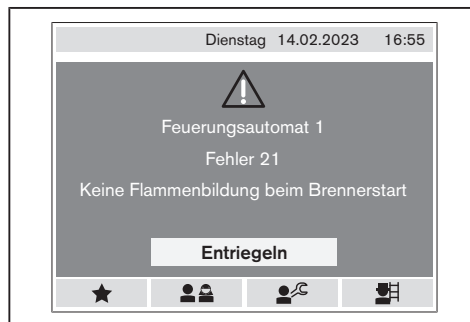 Dienstag 14.02.2023 16:55
Feuerungsautomat 1
Fehler 21
Keine Flammenbildung beim Brennerstart
Entriegeln